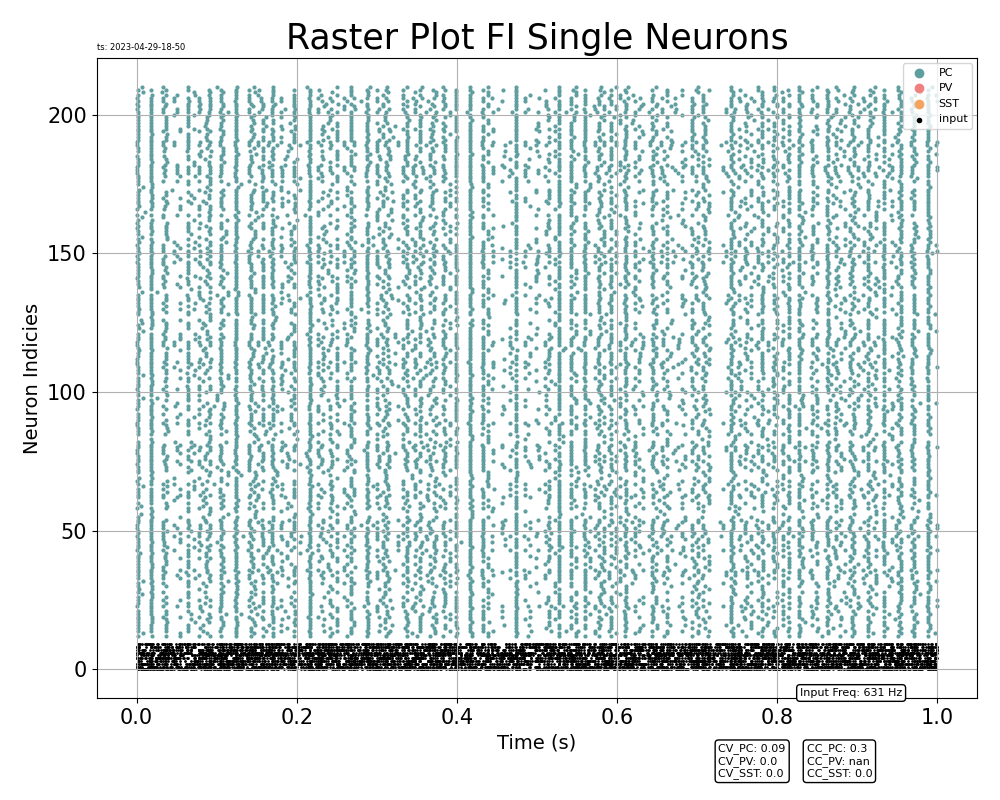 Raster Plot FI Single Neurons
ts: 2023-04-29-18-50
PC
PV
SST
input
200
150
100
50
0
Neuron Indicies
0.0 0.2 0.4 0.6 0.8 1.0
Time (s)
Input Freq: 631 Hz
CV_PC: 0.09
CV_PV: 0.0
CV_SST: 0.0
CC_PC: 0.3
CC_PV: nan
CC_SST: 0.0